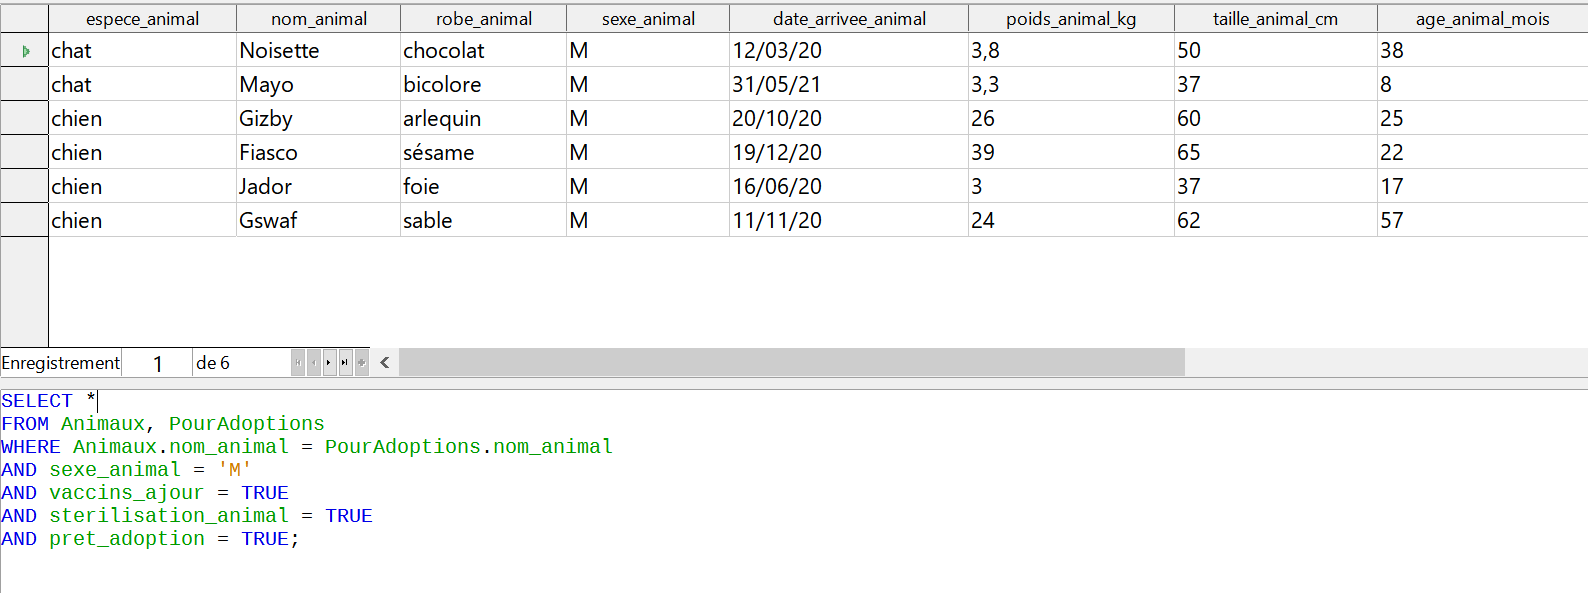 espece_animal nom_animal robe_animal sexe_animal date_arrivee_animal poids_animal_kg taille_animal_cm age_animal_mois
chat Noisette chocolat M 12/03/20 3,8 50 38
chat Mayo bicolore M 31/05/21 3,3 37 8
chien Gizby arlequin M 20/10/20 26 60 25
chien Fiasco sésame M 19/12/20 39 65 22
chien Jador foie M 16/06/20 3 37 17
chien Gswaf sable M 11/11/20 24 62 57
Enregistrement 1 de 6
SELECT *
FROM Animaux, PourAdoptions
WHERE Animaux.nom_animal = PourAdoptions.nom_animal
AND sexe_animal = 'M'
AND vaccins_ajour = TRUE
AND sterilisation_animal = TRUE
AND pret_adoption = TRUE;